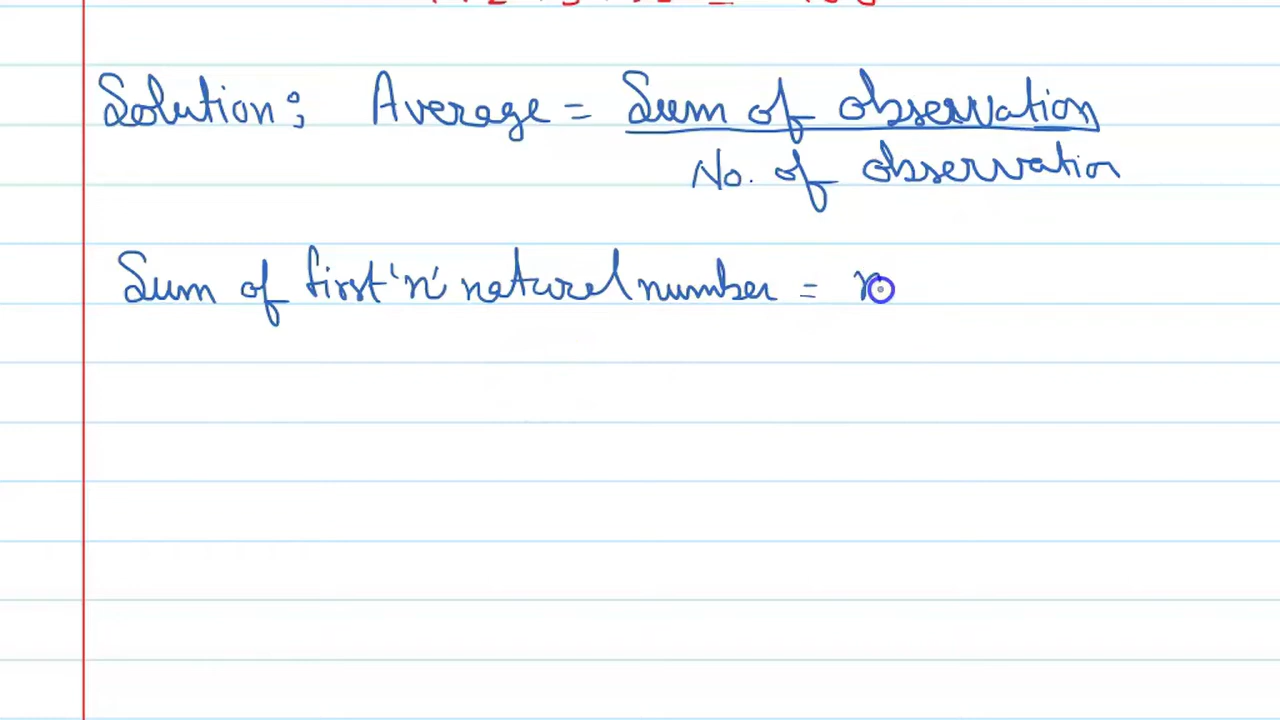 Solution: Average = Sum of observation
No. of observation
Sum of first 'n' natural number = n